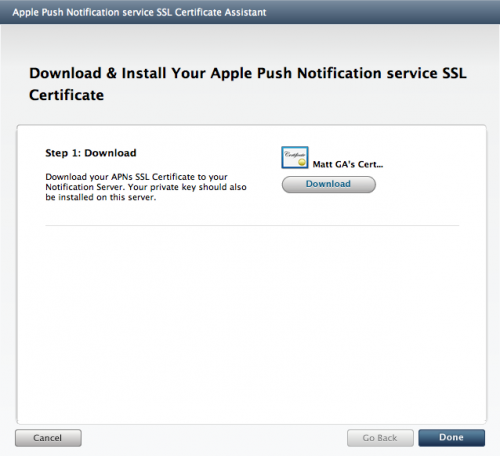 Apple Push Notification service SSL Certificate Assistant
Download & Install Your Apple Push Notification service SSL
Certificate
Step 1: Download
Download your APNs SSL Certificate to your
Notification Server. Your private key should also
be installed on this server.
Certificate
Matt GA's Cert...
Download
Cancel
Go Back
Done